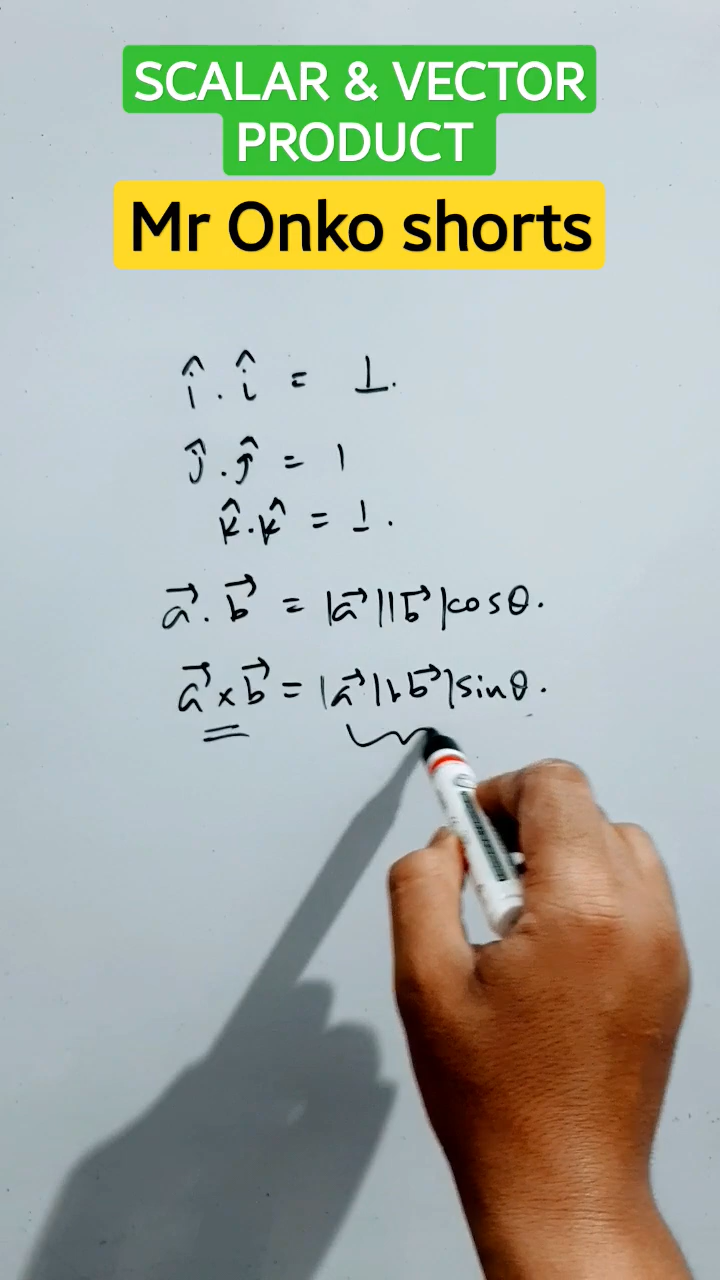 SCALAR & VECTOR
PRODUCT
Mr Onko shorts
î . î = 1.
ĵ . ĵ = 1
k̂ . k̂ = 1.
a⃗ . b⃗ = |a⃗||b⃗|cosθ.
a⃗ × b⃗ = |a⃗||b⃗|sinθ.